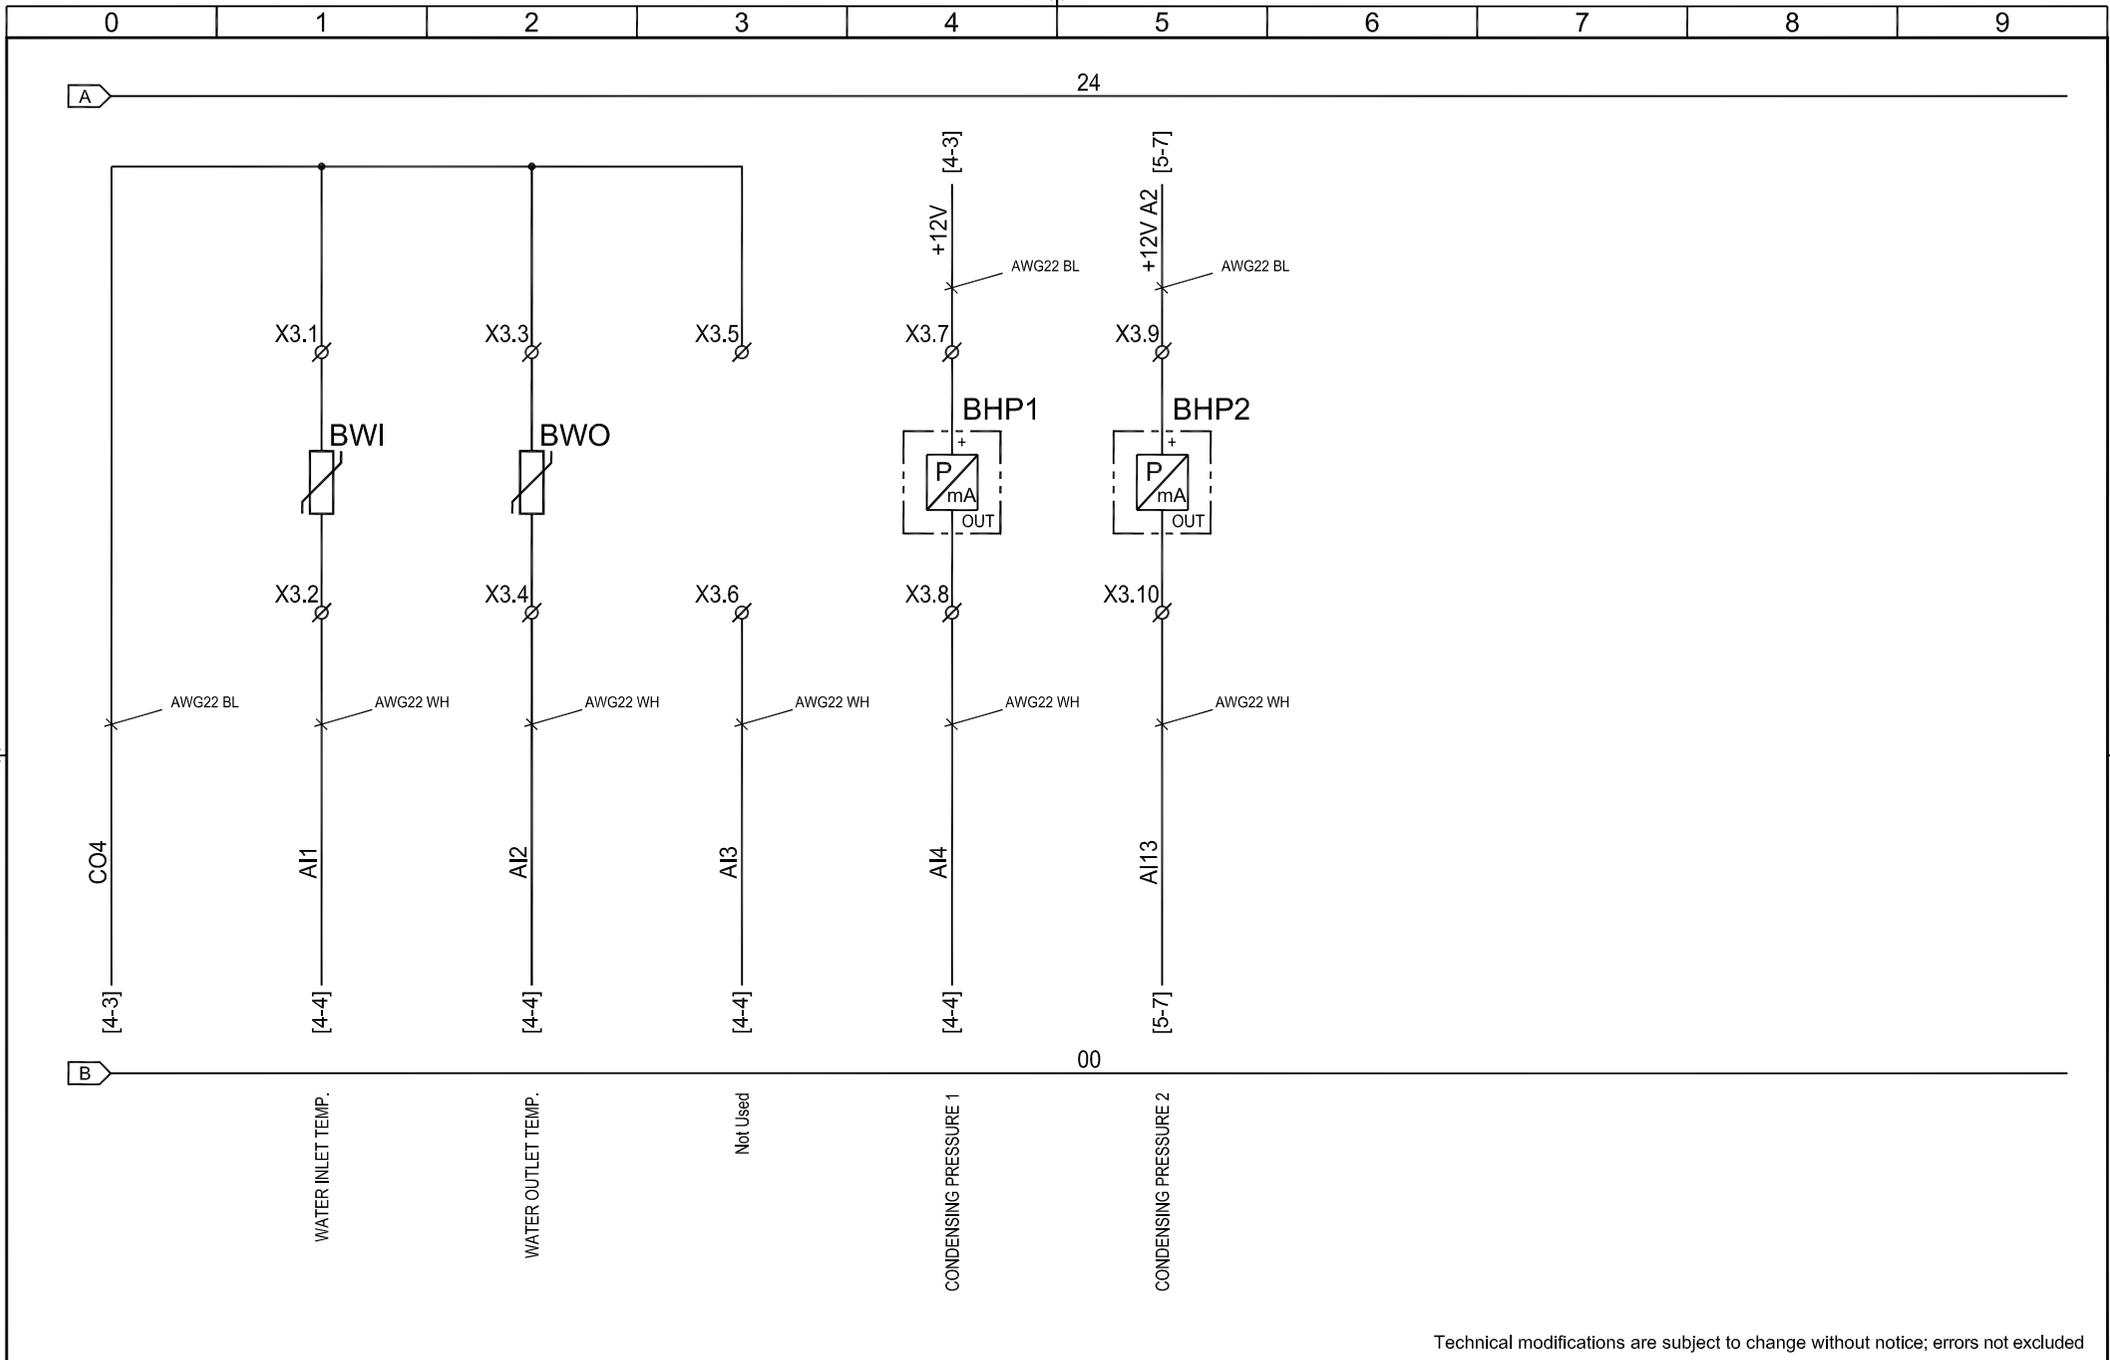 0 1 2 3 4 5 6 7 8 9
A 24
[4-3] [5-7]
+12V +12V A2
AWG22 BL AWG22 BL
X3.1 X3.3 X3.5 X3.7 X3.9
BHP1 BHP2
BWI BWO
+ +
P P
mA mA
OUT OUT
X3.2 X3.4 X3.6 X3.8 X3.10
AWG22 BL AWG22 WH AWG22 WH AWG22 WH AWG22 WH AWG22 WH
CO4 AI1 AI2 AI3 AI4 AI13
[4-3] [4-4] [4-4] [4-4] [4-4] [5-7]
B 00
WATER INLET TEMP.
WATER OUTLET TEMP.
Not Used
CONDENSING PRESSURE 1
CONDENSING PRESSURE 2
Technical modifications are subject to change without notice; errors not excluded